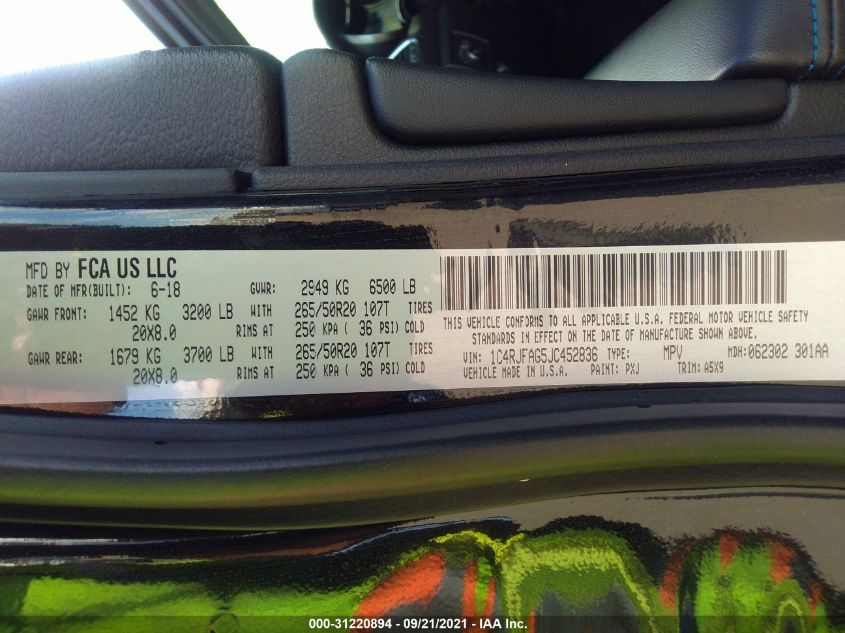 MFD BY FCA US LLC
DATE OF MFR(BUILT): 6-18 GVWR: 2949 KG 6500 LB
GAWR FRONT: 1452 KG 3200 LB WITH 265/50R20 107T TIRES
20X8.0 RIMS AT 250 KPA ( 36 PSI) COLD
GAWR REAR: 1679 KG 3700 LB WITH 265/50R20 107T TIRES
20X8.0 RIMS AT 250 KPA ( 36 PSI) COLD
THIS VEHICLE CONFORMS TO ALL APPLICABLE U.S.A. FEDERAL MOTOR VEHICLE SAFETY
STANDARDS IN EFFECT ON THE DATE OF MANUFACTURE SHOWN ABOVE.
VIN: 1C4RJFAG5JC452836 TYPE: MPV MDH:062302 301AA
VEHICLE MADE IN U.S.A. PAINT: PXJ TRIM: A5X9
000-31220894 - 09/21/2021 - IAA Inc.